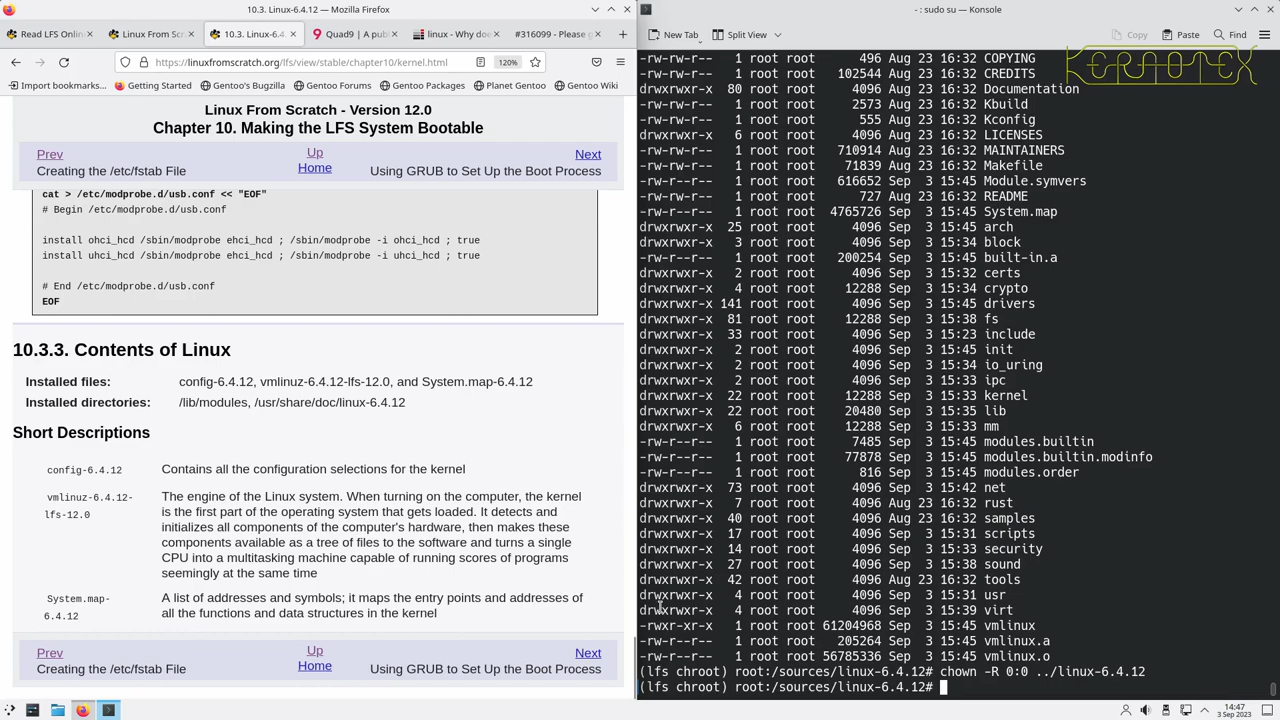 10.3. Linux-6.4.12 — Mozilla Firefox
- : sudo su — Konsole
Read LFS Onlin
Linux From Scra
10.3. Linux-6.4.
Quad9 | A publ
linux - Why doe
#316099 – Please g
New Tab
Split View
Copy
Paste
Find
https://linuxfromscratch.org/lfs/view/stable/chapter10/kernel.html
120%
Import bookmarks...
Getting Started
Gentoo's Bugzilla
Gentoo Forums
Gentoo Packages
Planet Gentoo
Gentoo Wiki
Linux From Scratch - Version 12.0
Chapter 10. Making the LFS System Bootable
Prev
Up
Next
Creating the /etc/fstab File
Home
Using GRUB to Set Up the Boot Process
cat > /etc/modprobe.d/usb.conf << "EOF"
# Begin /etc/modprobe.d/usb.conf
install ohci_hcd /sbin/modprobe ehci_hcd ; /sbin/modprobe -i ohci_hcd ; true
install uhci_hcd /sbin/modprobe ehci_hcd ; /sbin/modprobe -i uhci_hcd ; true
# End /etc/modprobe.d/usb.conf
EOF
10.3.3. Contents of Linux
Installed files: config-6.4.12, vmlinuz-6.4.12-lfs-12.0, and System.map-6.4.12
Installed directories: /lib/modules, /usr/share/doc/linux-6.4.12
Short Descriptions
config-6.4.12 Contains all the configuration selections for the kernel
vmlinuz-6.4.12- The engine of the Linux system. When turning on the computer, the kernel
lfs-12.0 is the first part of the operating system that gets loaded. It detects and
initializes all components of the computer's hardware, then makes these
components available as a tree of files to the software and turns a single
CPU into a multitasking machine capable of running scores of programs
seemingly at the same time
System.map- A list of addresses and symbols; it maps the entry points and addresses of
6.4.12 all the functions and data structures in the kernel
Prev
Up
Next
Creating the /etc/fstab File
Home
Using GRUB to Set Up the Boot Process
-rw-rw-r-- 1 root root 496 Aug 23 16:32 COPYING
-rw-rw-r-- 1 root root 102544 Aug 23 16:32 CREDITS
drwxrwxr-x 80 root root 4096 Aug 23 16:32 Documentation
-rw-rw-r-- 1 root root 2573 Aug 23 16:32 Kbuild
-rw-rw-r-- 1 root root 555 Aug 23 16:32 Kconfig
drwxrwxr-x 6 root root 4096 Aug 23 16:32 LICENSES
-rw-rw-r-- 1 root root 710914 Aug 23 16:32 MAINTAINERS
-rw-rw-r-- 1 root root 71839 Aug 23 16:32 Makefile
-rw-r--r-- 1 root root 616652 Sep 3 15:45 Module.symvers
-rw-rw-r-- 1 root root 727 Aug 23 16:32 README
-rw-r--r-- 1 root root 4765726 Sep 3 15:45 System.map
drwxrwxr-x 25 root root 4096 Sep 3 15:45 arch
drwxrwxr-x 3 root root 4096 Sep 3 15:34 block
-rw-r--r-- 1 root root 200254 Sep 3 15:45 built-in.a
drwxrwxr-x 2 root root 4096 Sep 3 15:32 certs
drwxrwxr-x 4 root root 12288 Sep 3 15:34 crypto
drwxrwxr-x 141 root root 4096 Sep 3 15:45 drivers
drwxrwxr-x 81 root root 12288 Sep 3 15:38 fs
drwxrwxr-x 33 root root 4096 Sep 3 15:23 include
drwxrwxr-x 2 root root 4096 Sep 3 15:45 init
drwxrwxr-x 2 root root 4096 Sep 3 15:34 io_uring
drwxrwxr-x 2 root root 4096 Sep 3 15:33 ipc
drwxrwxr-x 22 root root 12288 Sep 3 15:33 kernel
drwxrwxr-x 22 root root 20480 Sep 3 15:45 lib
drwxrwxr-x 6 root root 12288 Sep 3 15:33 mm
-rw-r--r-- 1 root root 7485 Sep 3 15:45 modules.builtin
-rw-r--r-- 1 root root 77878 Sep 3 15:45 modules.builtin.modinfo
-rw-r--r-- 1 root root 816 Sep 3 15:45 modules.order
drwxrwxr-x 73 root root 4096 Sep 3 15:42 net
drwxrwxr-x 7 root root 4096 Aug 23 16:32 rust
drwxrwxr-x 40 root root 4096 Aug 23 16:32 samples
drwxrwxr-x 17 root root 4096 Sep 3 15:31 scripts
drwxrwxr-x 14 root root 4096 Sep 3 15:33 security
drwxrwxr-x 27 root root 4096 Sep 3 15:38 sound
drwxrwxr-x 42 root root 4096 Aug 23 16:32 tools
drwxrwxr-x 4 root root 4096 Sep 3 15:31 usr
drwxrwxr-x 4 root root 4096 Sep 3 15:39 virt
-rwxr-xr-x 1 root root 61204968 Sep 3 15:45 vmlinux
-rw-r--r-- 1 root root 205264 Sep 3 15:45 vmlinux.a
-rw-r--r-- 1 root root 56785336 Sep 3 15:45 vmlinux.o
(lfs chroot) root:/sources/linux-6.4.12# chown -R 0:0 ../linux-6.4.12
(lfs chroot) root:/sources/linux-6.4.12#
14:47
3 Sep 2023